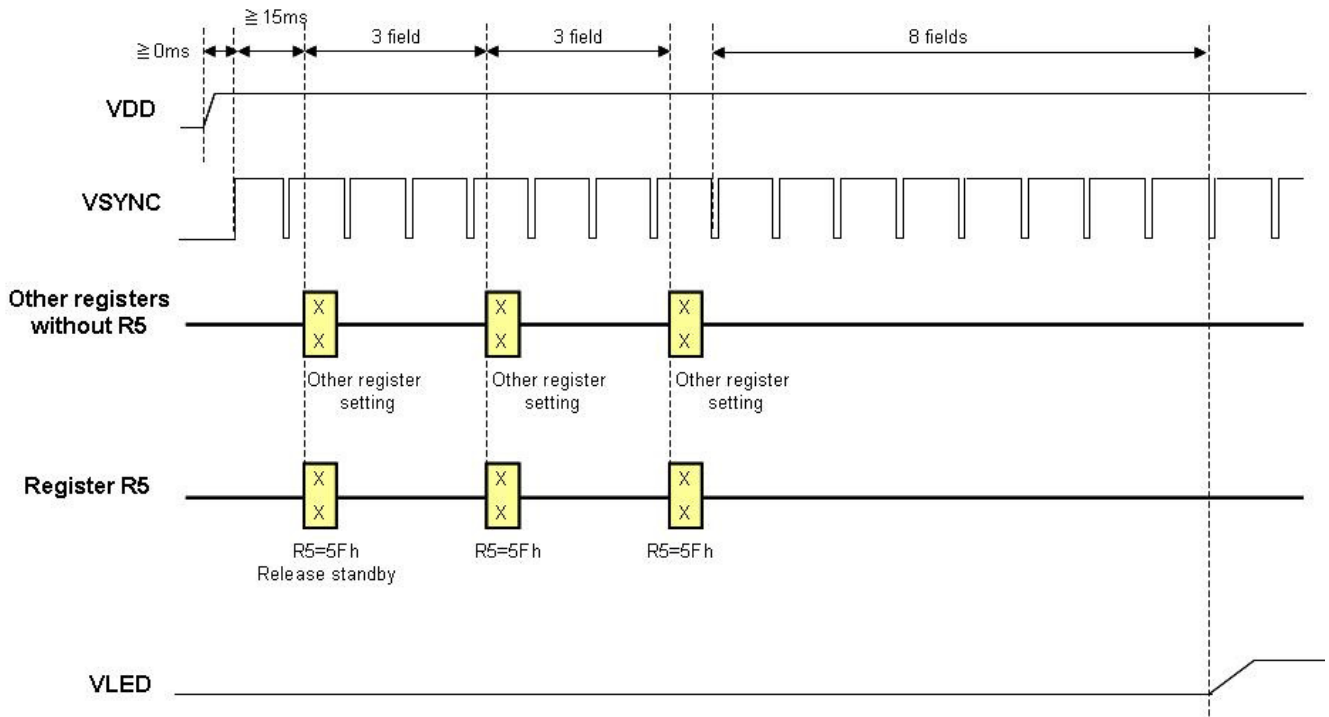 ≧15ms
≧0ms
3 field
3 field
8 fields
VDD
VSYNC
Other registers
without R5
X
X
X
X
X
X
Other register
setting
Other register
setting
Other register
setting
Register R5
X
X
X
X
X
X
R5=5Fh
Release standby
R5=5Fh
R5=5Fh
VLED